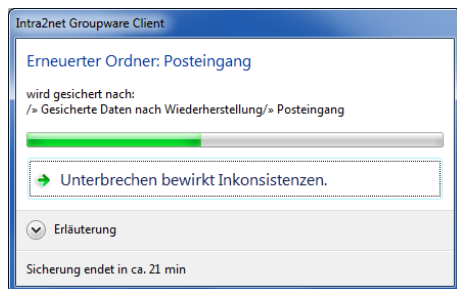 Intra2net Groupware Client
Erneuerter Ordner: Posteingang
wird gesichert nach:
/» Gesicherte Daten nach Wiederherstellung/» Posteingang
Unterbrechen bewirkt Inkonsistenzen.
Erläuterung
Sicherung endet in ca. 21 min